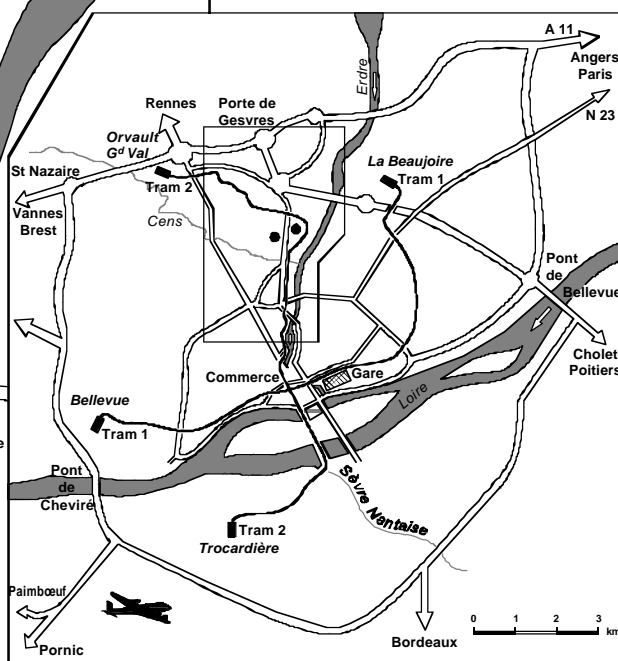 A 11
Angers
Paris
Erdre
Rennes
Porte de
Gesvres
N 23
Orvault
Gd Val
La Beaujoire
St Nazaire
Tram 2
Tram 1
Vannes
Brest
Cens
Pont
de
Bellevue
Commerce
Gare
Cholet
Poitiers
Bellevue
Loire
Tram 1
e
Pont
de
Cheviré
Sèvre Nantaise
Tram 2
Trocardière
Paimbœuf
Pornic
Bordeaux
0 1 2 3
km